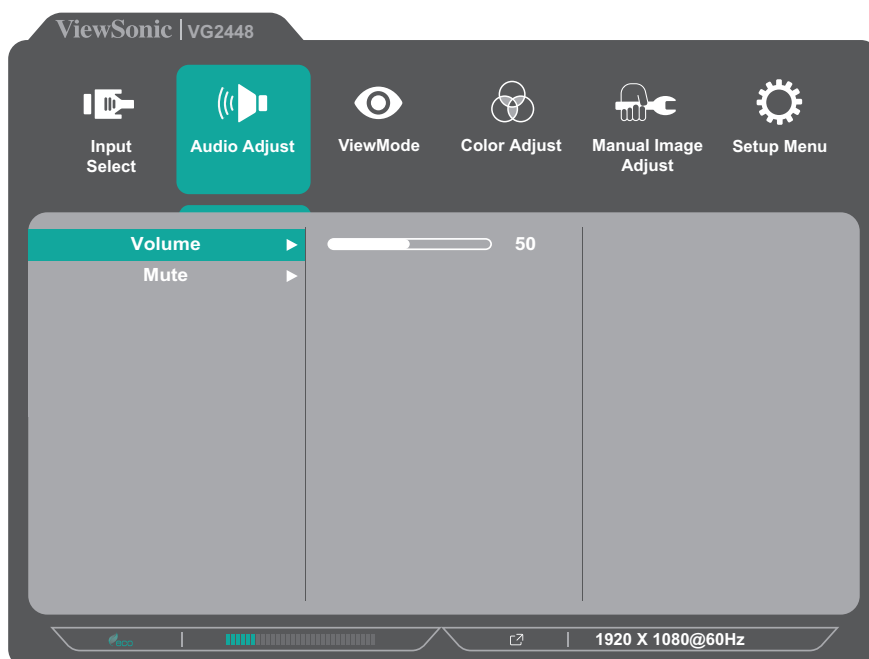 ViewSonic | VG2448
Input Select
Audio Adjust
ViewMode
Color Adjust
Manual Image Adjust
Setup Menu
Volume
50
Mute
eco
1920 X 1080@60Hz